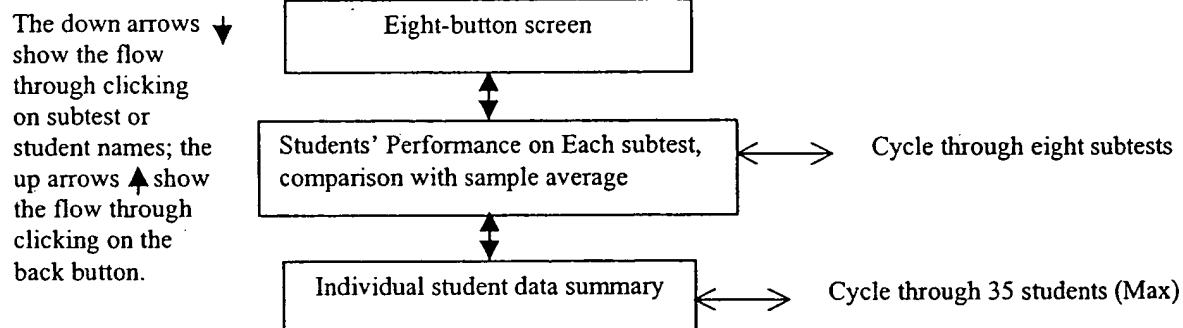 The down arrows
show the flow
through clicking
on subtest or
student names; the
up arrows show
the flow through
clicking on the
back button.
Eight-button screen
Students' Performance on Each subtest,
comparison with sample average
Cycle through eight subtests
Individual student data summary
Cycle through 35 students (Max)